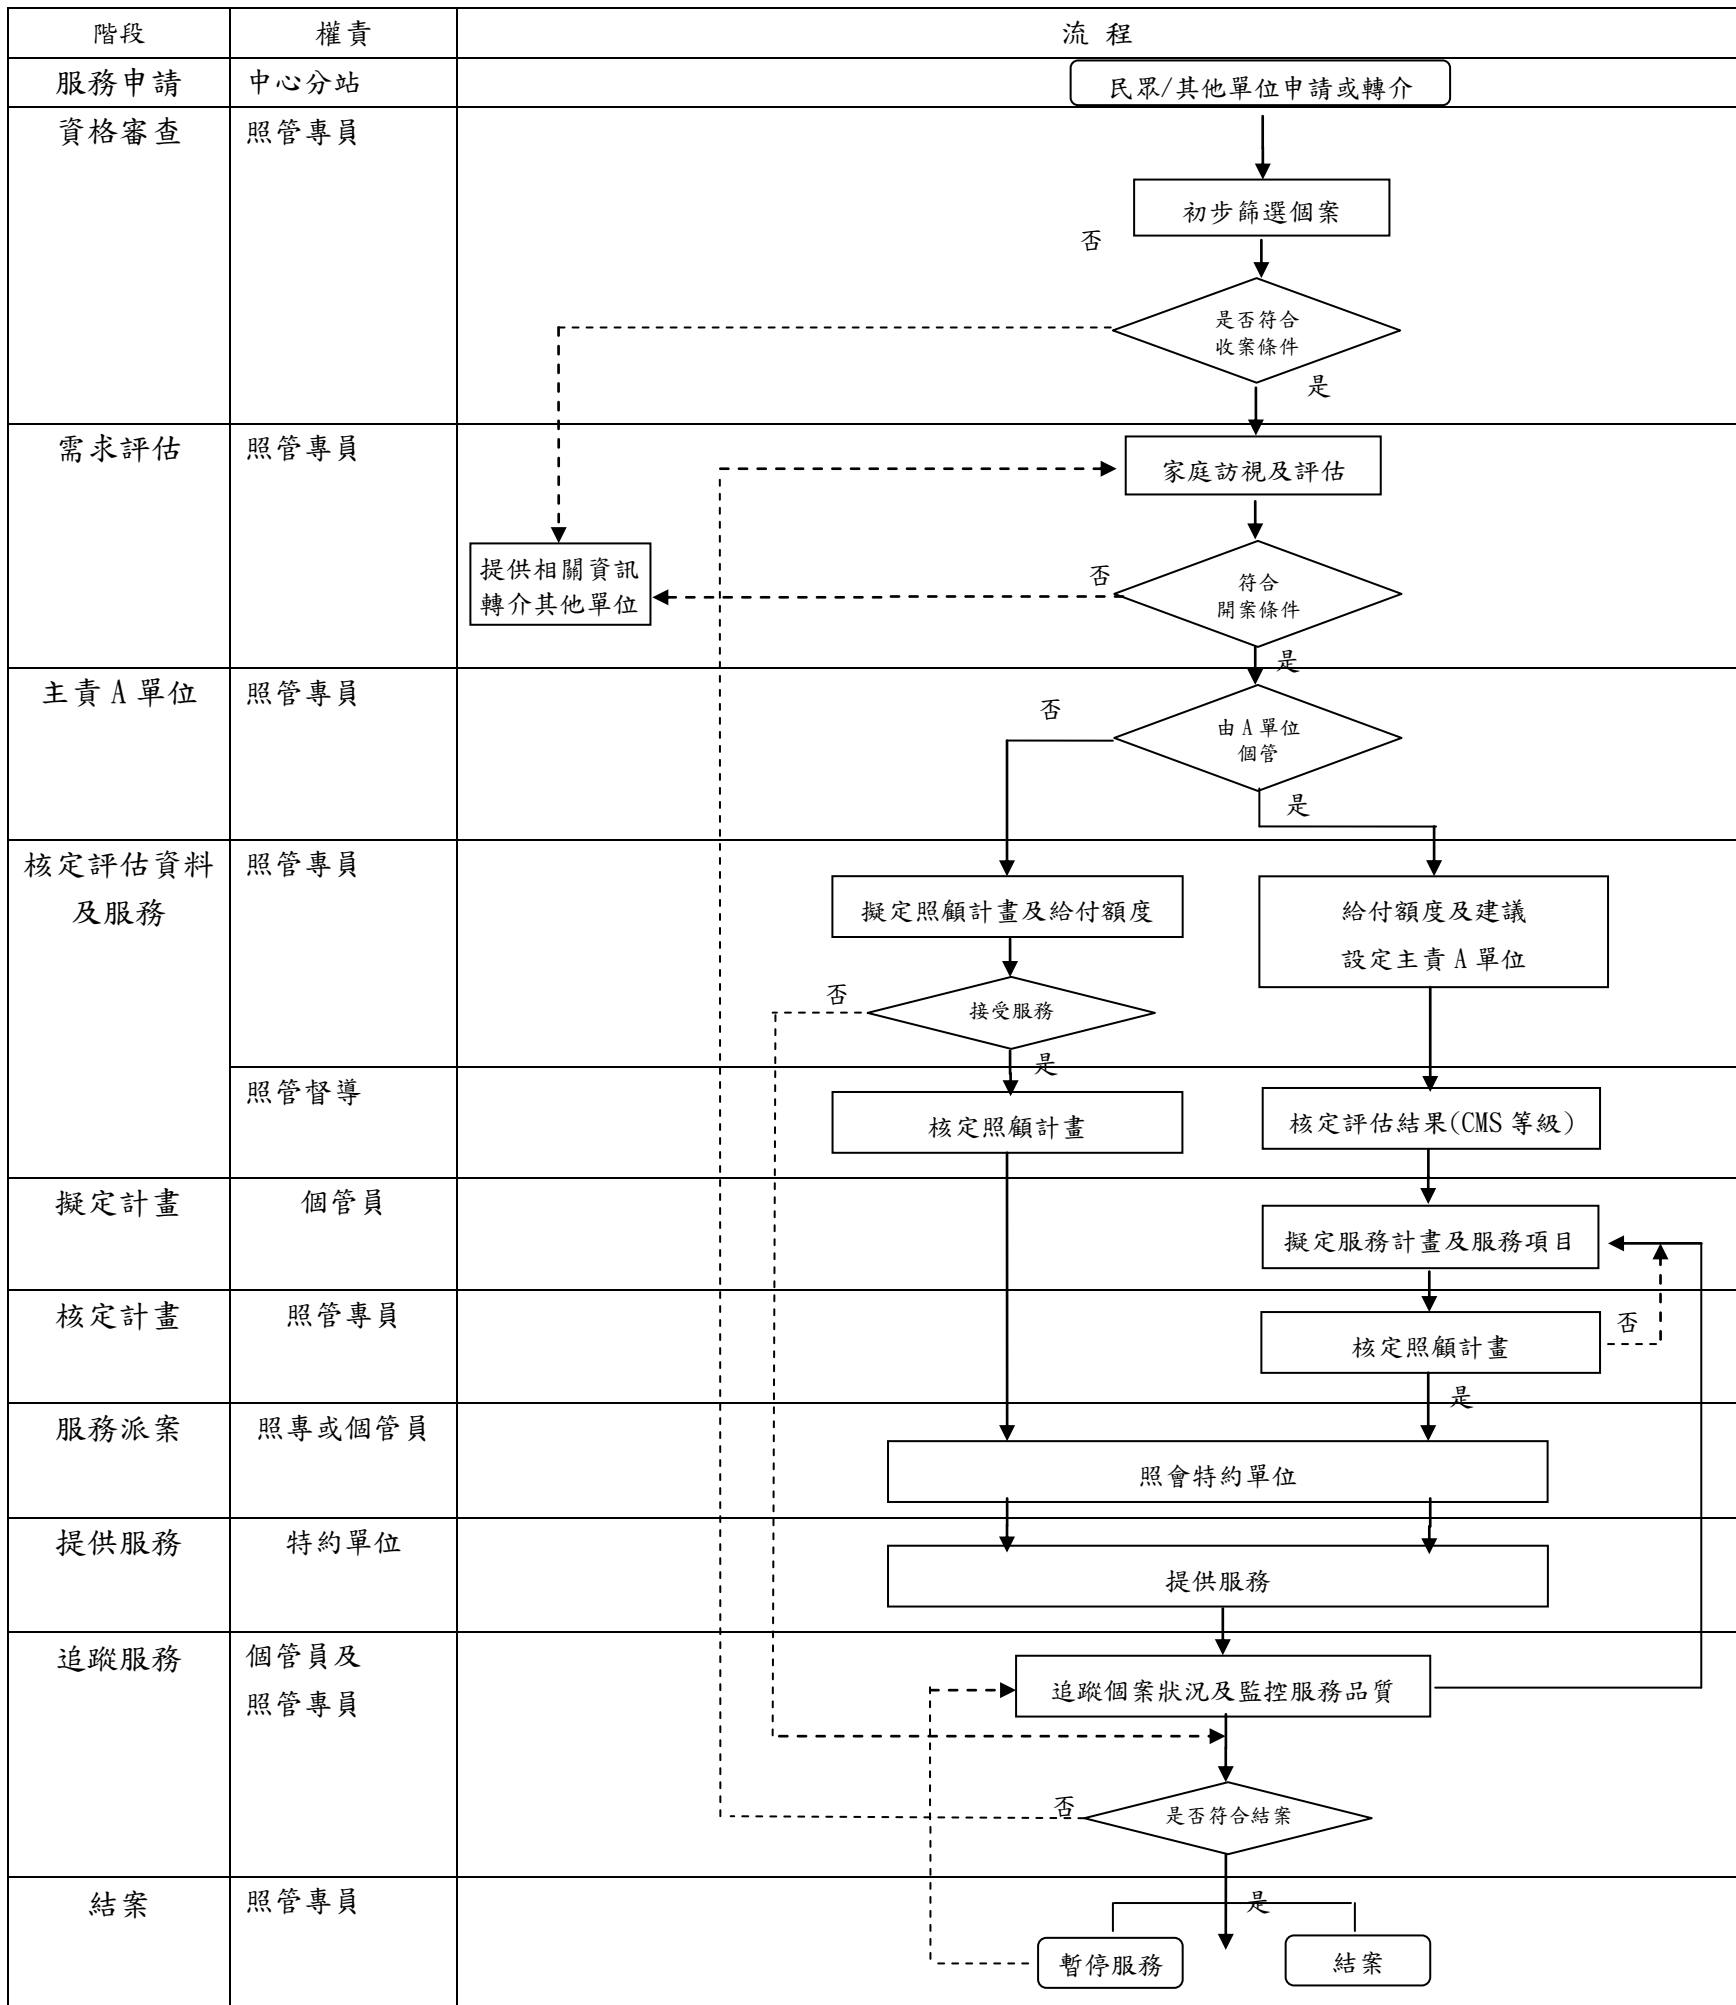 階段
權責
流 程
服務申請
中心分站
民眾/其他單位申請或轉介
資格審查
照管專員
初步篩選個案
否
是否符合
收案條件
是
需求評估
照管專員
家庭訪視及評估
提供相關資訊
轉介其他單位
否
符合
開案條件
是
主責A單位
照管專員
否
由A單位
個管
是
核定評估資料
及服務
照管專員
擬定照顧計畫及給付額度
給付額度及建議
設定主責A單位
否
接受服務
是
照管督導
核定照顧計畫
核定評估結果(CMS等級)
擬定計畫
個管員
擬定服務計畫及服務項目
核定計畫
照管專員
否
核定照顧計畫
是
服務派案
照專或個管員
照會特約單位
提供服務
特約單位
提供服務
追蹤服務
個管員及
照管專員
追蹤個案狀況及監控服務品質
否
是否符合結案
結案
照管專員
是
暫停服務
結案